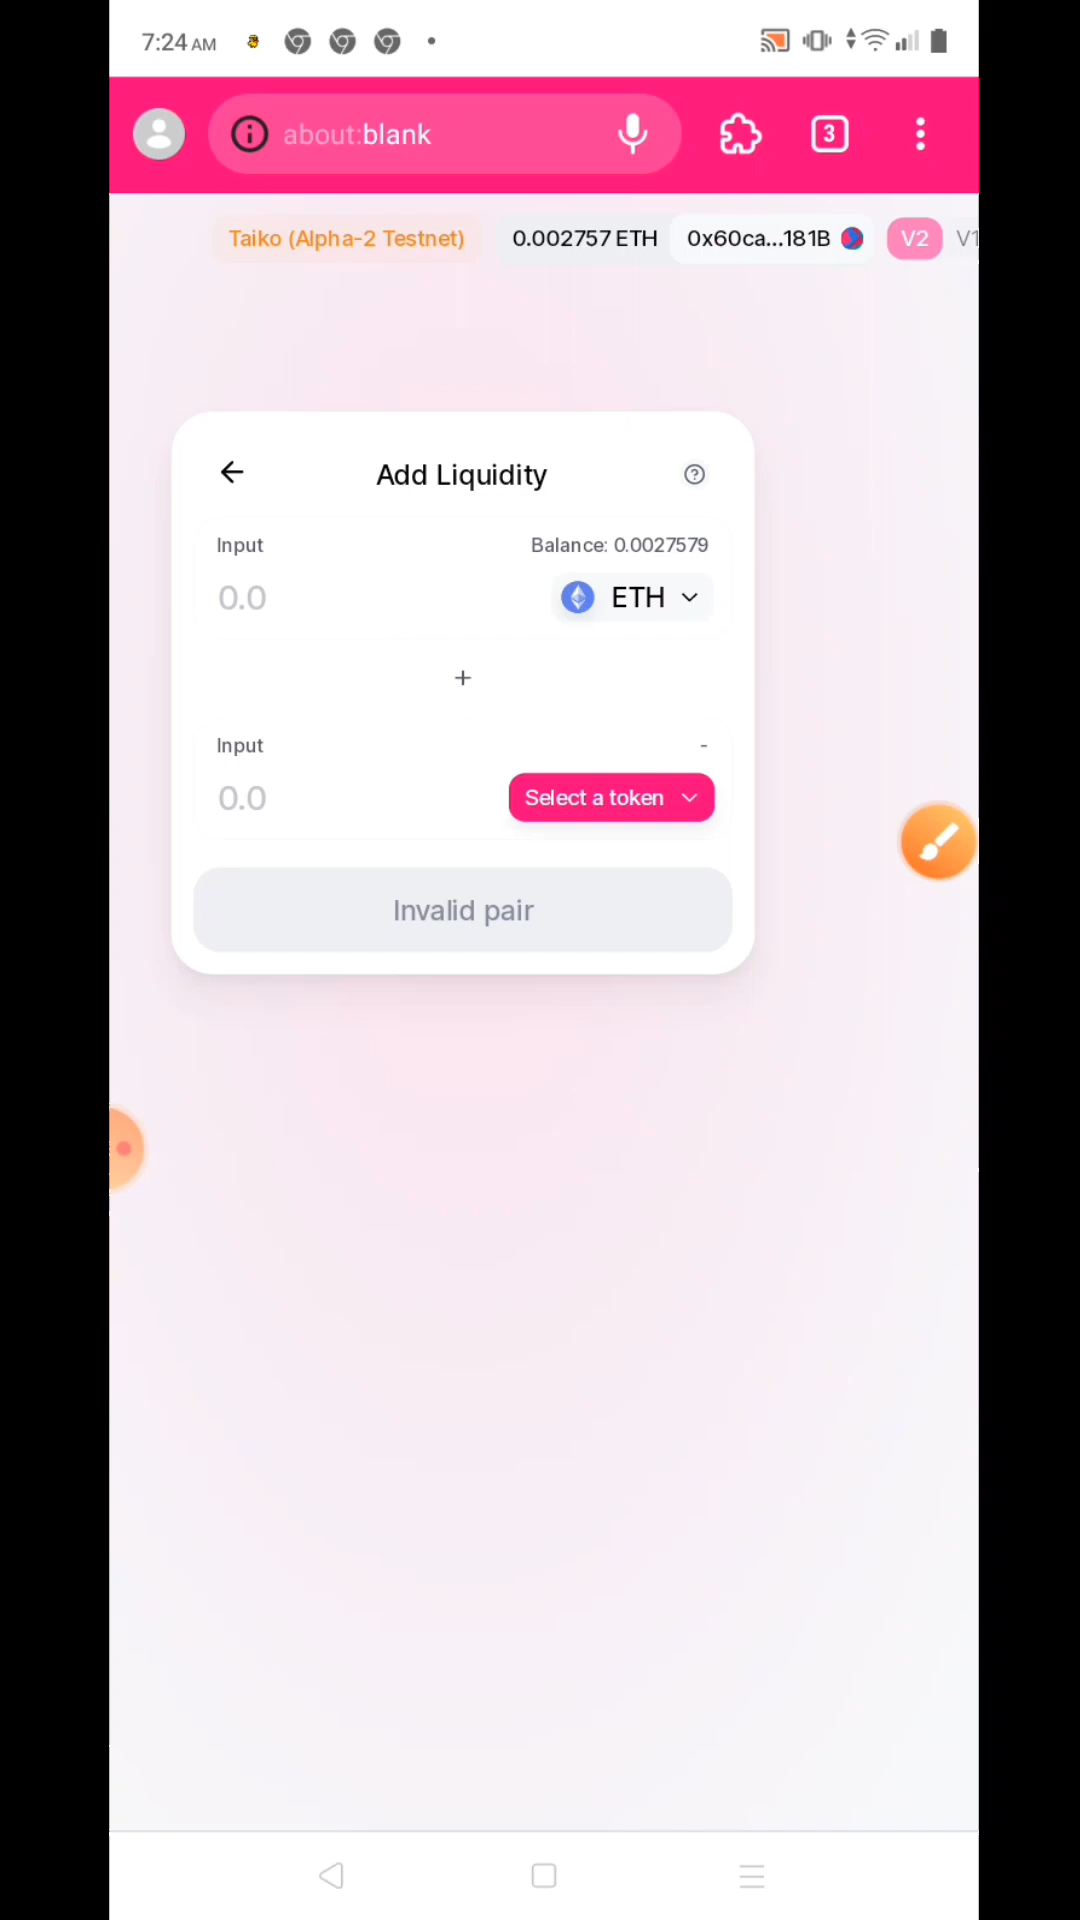 7:24 AM
about:blank
3
Taiko (Alpha-2 Testnet)
0.002757 ETH
0x60ca...181B
V2
V1
Add Liquidity
Input
Balance: 0.0027579
0.0
ETH
+
Input
-
0.0
Select a token
Invalid pair